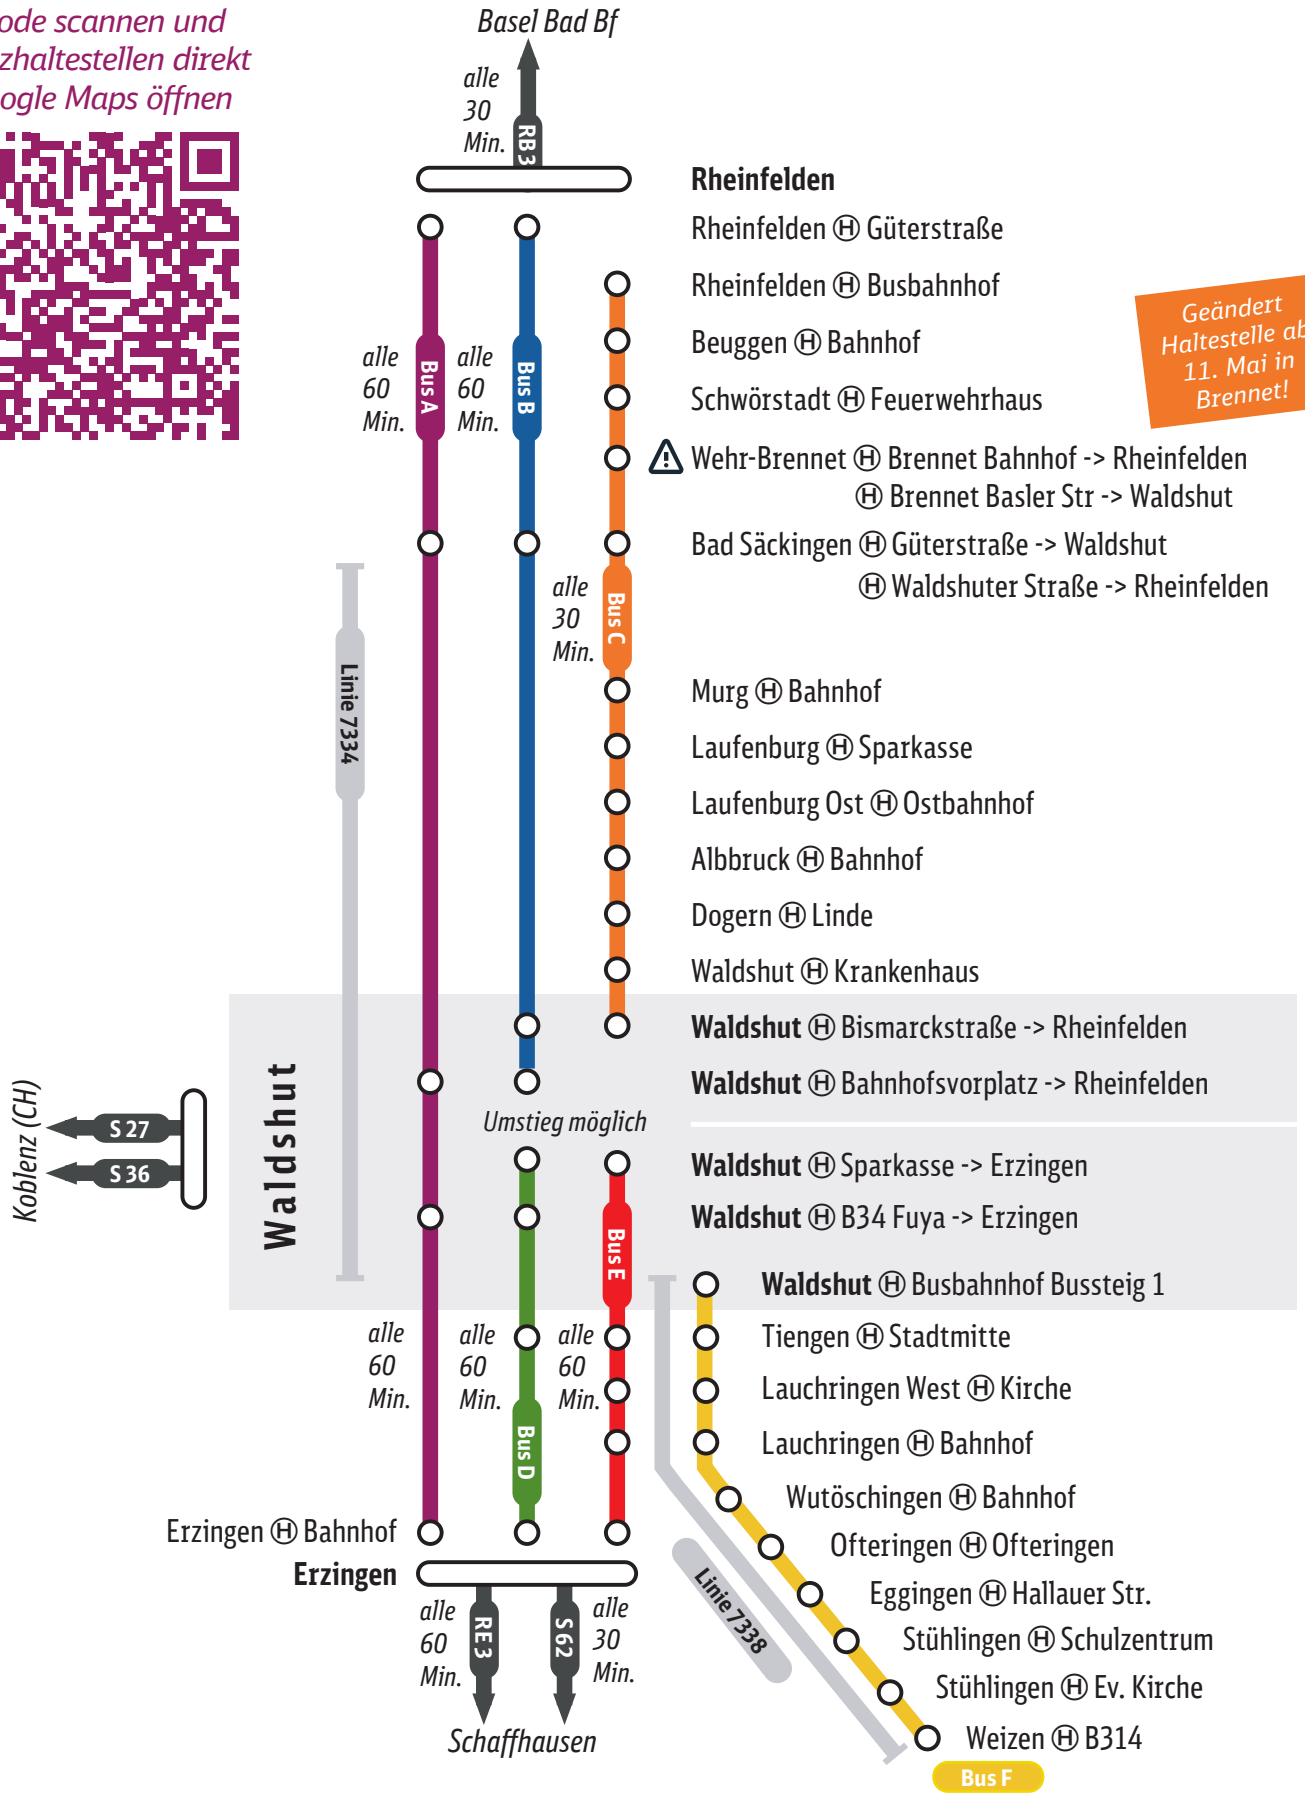 ode scannen und
zhaltestellen direkt
ogle Maps öffnen
Basel Bad Bf
alle
30
Min.
RB 3
Rheinfelden
Rheinfelden Ⓗ Güterstraße
Rheinfelden Ⓗ Busbahnhof
Beuggen Ⓗ Bahnhof
Schwörstadt Ⓗ Feuerwehrhaus
Geändert
Haltestelle ab
11. Mai in
Brennet!
alle
60
Min.
Bus A
alle
60
Min.
Bus B
Wehr-Brennet Ⓗ Brennet Bahnhof -> Rheinfelden
Ⓗ Brennet Basler Str -> Waldshut
Bad Säckingen Ⓗ Güterstraße -> Waldshut
Ⓗ Waldshuter Straße -> Rheinfelden
alle
30
Min.
Bus C
Linie 7334
Murg Ⓗ Bahnhof
Laufenburg Ⓗ Sparkasse
Laufenburg Ost Ⓗ Ostbahnhof
Albbruck Ⓗ Bahnhof
Dogern Ⓗ Linde
Waldshut Ⓗ Krankenhaus
Waldshut Ⓗ Bismarckstraße -> Rheinfelden
Waldshut Ⓗ Bahnhofsvorplatz -> Rheinfelden
Koblenz (CH)
S 27
S 36
Waldshut
Umstieg möglich
Waldshut Ⓗ Sparkasse -> Erzingen
Waldshut Ⓗ B34 Fuya -> Erzingen
Bus E
Waldshut Ⓗ Busbahnhof Bussteig 1
Tiengen Ⓗ Stadtmitte
Lauchringen West Ⓗ Kirche
Lauchringen Ⓗ Bahnhof
alle
60
Min.
alle
60
Min.
alle
60
Min.
Bus D
Wutöschingen Ⓗ Bahnhof
Ofteringen Ⓗ Ofteringen
Eggingen Ⓗ Hallauer Str.
Stühlingen Ⓗ Schulzentrum
Stühlingen Ⓗ Ev. Kirche
Weizen Ⓗ B314
Bus F
Linie 7338
Erzingen Ⓗ Bahnhof
Erzingen
alle
60
Min.
RE 3
S 62
alle
30
Min.
Schaffhausen